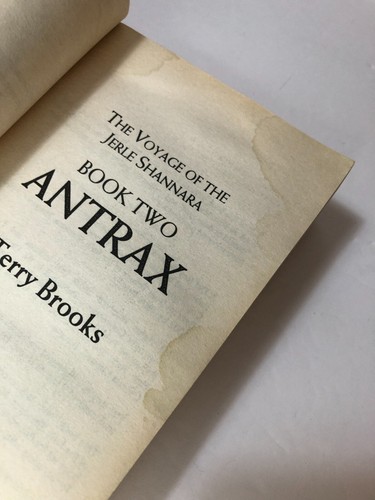 THE VOYAGE OF THE
JERLE SHANNARA
BOOK TWO
ANTRAX
Terry Brooks